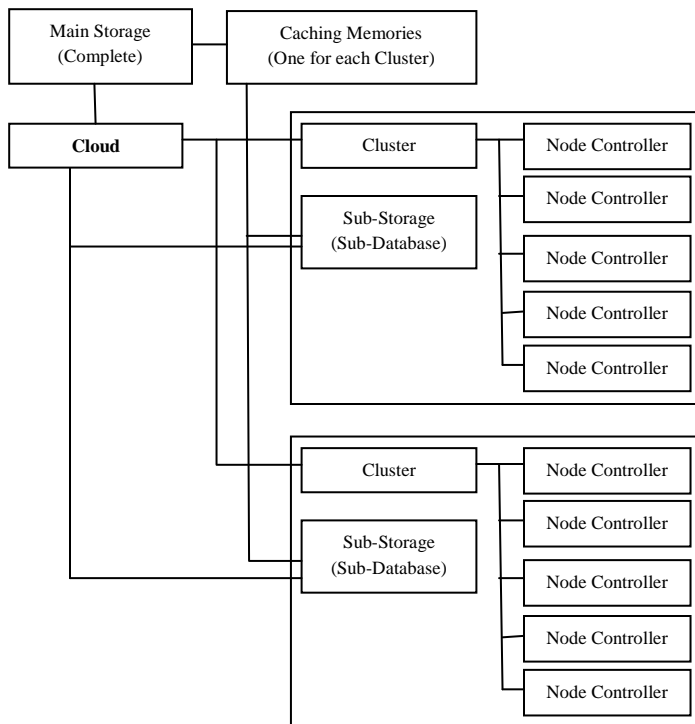 Main Storage
(Complete)
Caching Memories
(One for each Cluster)
Cloud
Cluster
Node Controller
Node Controller
Sub-Storage
(Sub-Database)
Node Controller
Node Controller
Node Controller
Cluster
Node Controller
Node Controller
Sub-Storage
(Sub-Database)
Node Controller
Node Controller
Node Controller